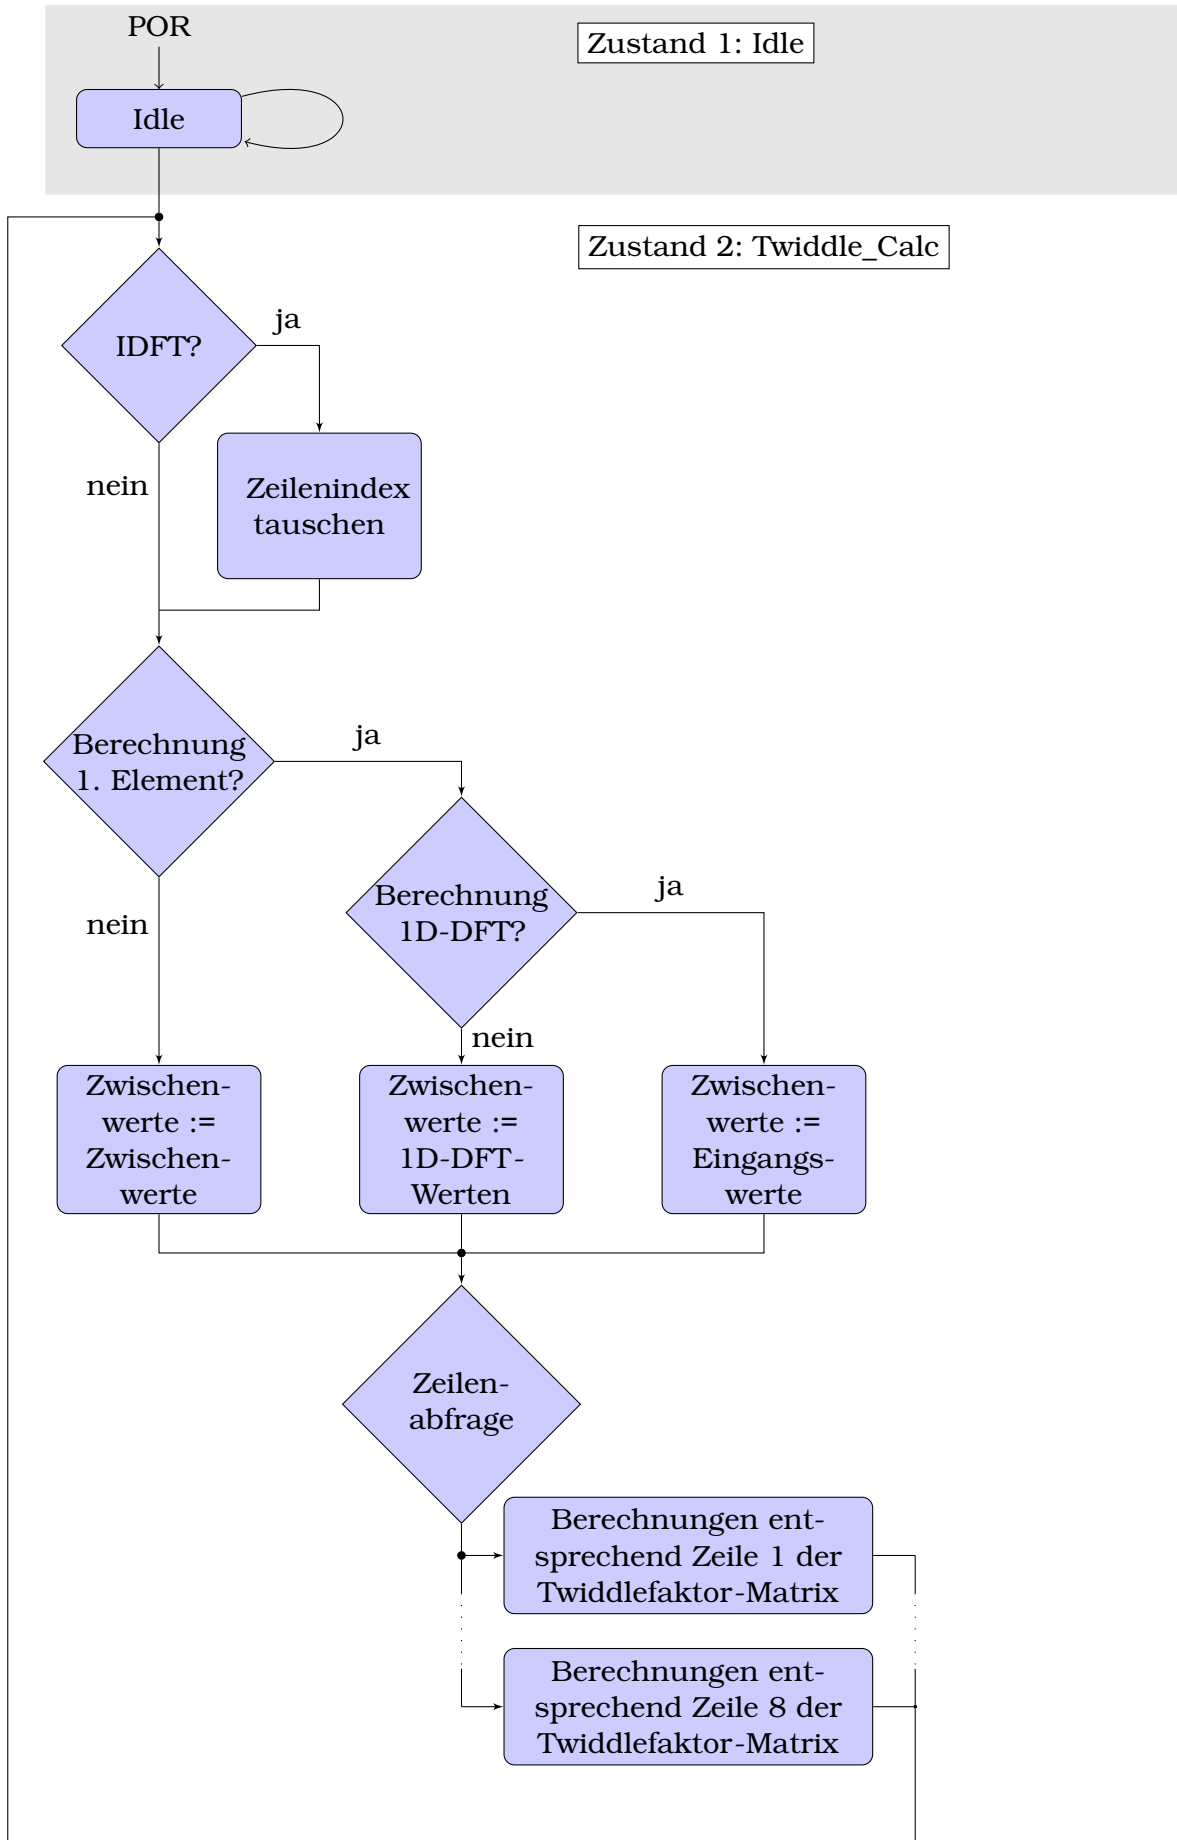 POR
Zustand 1: Idle
Idle
Zustand 2: Twiddle_Calc
ja
IDFT?
nein
Zeilenindex
tauschen
ja
Berechnung
1. Element?
ja
Berechnung
1D-DFT?
nein
nein
Zwischen-
werte :=
Zwischen-
werte
Zwischen-
werte :=
1D-DFT-
Werten
Zwischen-
werte :=
Eingangs-
werte
Zeilen-
abfrage
Berechnungen ent-
sprechend Zeile 1 der
Twiddlefaktor-Matrix
Berechnungen ent-
sprechend Zeile 8 der
Twiddlefaktor-Matrix